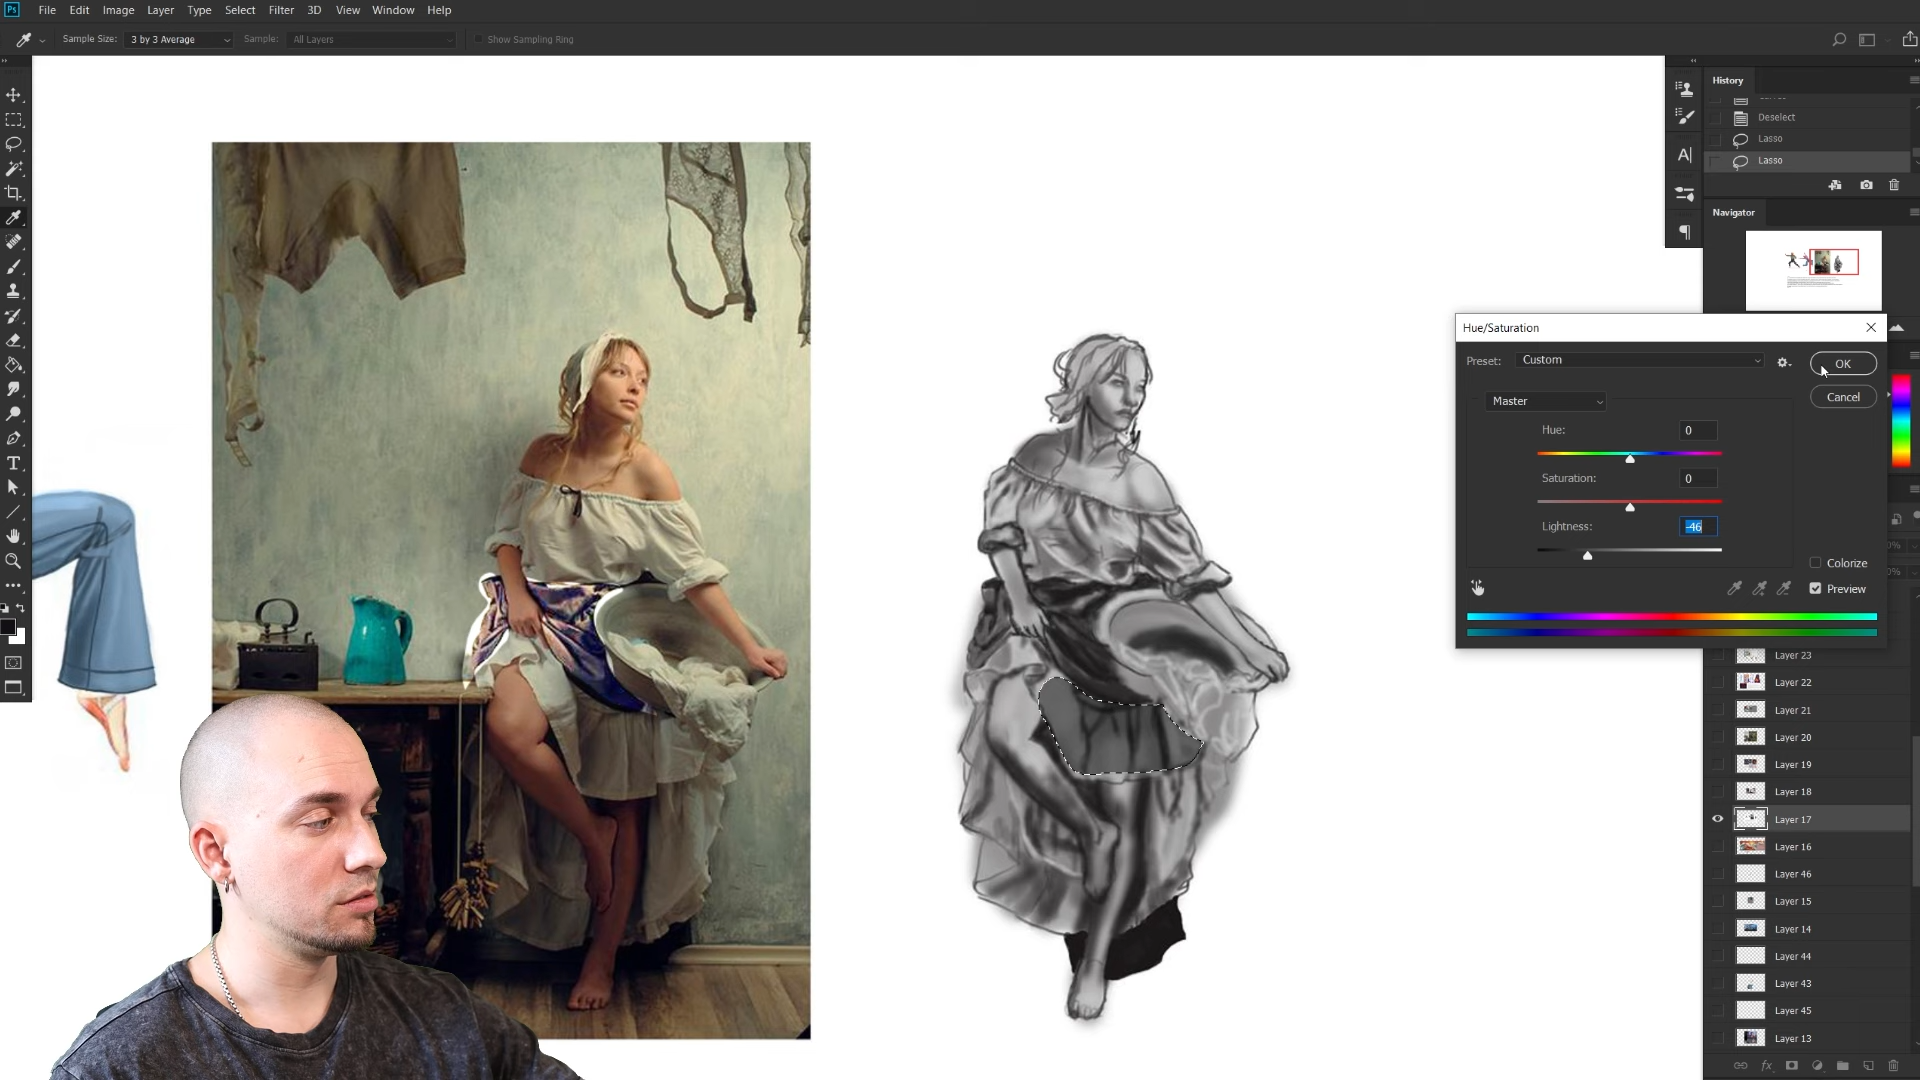 Ps File Edit Image Layer Type Select Filter 3D View Window Help
Sample Size: 3 by 3 Average Sample: All Layers Show Sampling Ring
History
Deselect
Lasso
Lasso
Navigator
Hue/Saturation
Preset: Custom
OK
Cancel
Master
Hue: 0
Saturation: 0
Lightness: -46
Colorize
Preview
Layer 23
Layer 22
Layer 21
Layer 20
Layer 19
Layer 18
Layer 17
Layer 16
Layer 46
Layer 15
Layer 14
Layer 44
Layer 43
Layer 45
Layer 13
fx